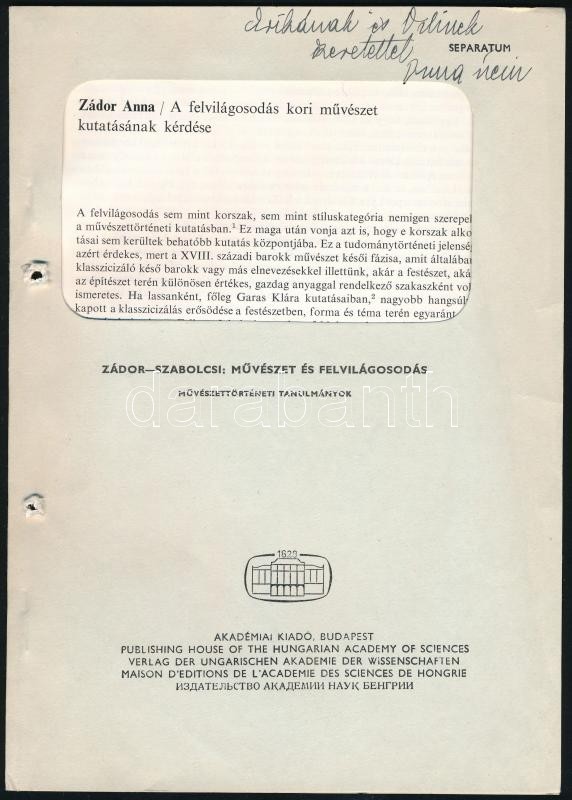 Erikának és Vilinek
szeretettel
Anna néni
SEPARATUM
Zádor Anna / A felvilágosodás kori művészet
kutatásának kérdése
A felvilágosodás sem mint korszak, sem mint stíluskategória nemigen szerepel
a művészettörténeti kutatásban.¹ Ez maga után vonja azt is, hogy e korszak alko
tásai sem kerültek behatóbb kutatás központjába. Ez a tudománytörténeti jelenség
azért érdekes, mert a XVIII. századi barokk művészet késői fázisa, amit általában
klasszicizáló késő barokk vagy más elnevezésekkel illettünk, akár a festészet, aká
az építészet terén különösen értékes, gazdag anyaggal rendelkező szakaszként vol
ismeretes. Ha lassanként, főleg Garas Klára kutatásaiban,² nagyobb hangsúly
kapott a klasszicizálás erősödése a festészetben, forma és téma terén egyaránt
ZÁDOR—SZABOLCSI: MŰVÉSZET ÉS FELVILÁGOSODÁS
MŰVÉSZETTÖRTÉNETI TANULMÁNYOK
darabanth
1828
AKADÉMIAI KIADÓ, BUDAPEST
PUBLISHING HOUSE OF THE HUNGARIAN ACADEMY OF SCIENCES
VERLAG DER UNGARISCHEN AKADEMIE DER WISSENSCHAFTEN
MAISON D'EDITIONS DE L'ACADEMIE DES SCIENCES DE HONGRIE
ИЗДАТЕЛЬСТВО АКАДЕМИИ НАУК ВЕНГРИИ